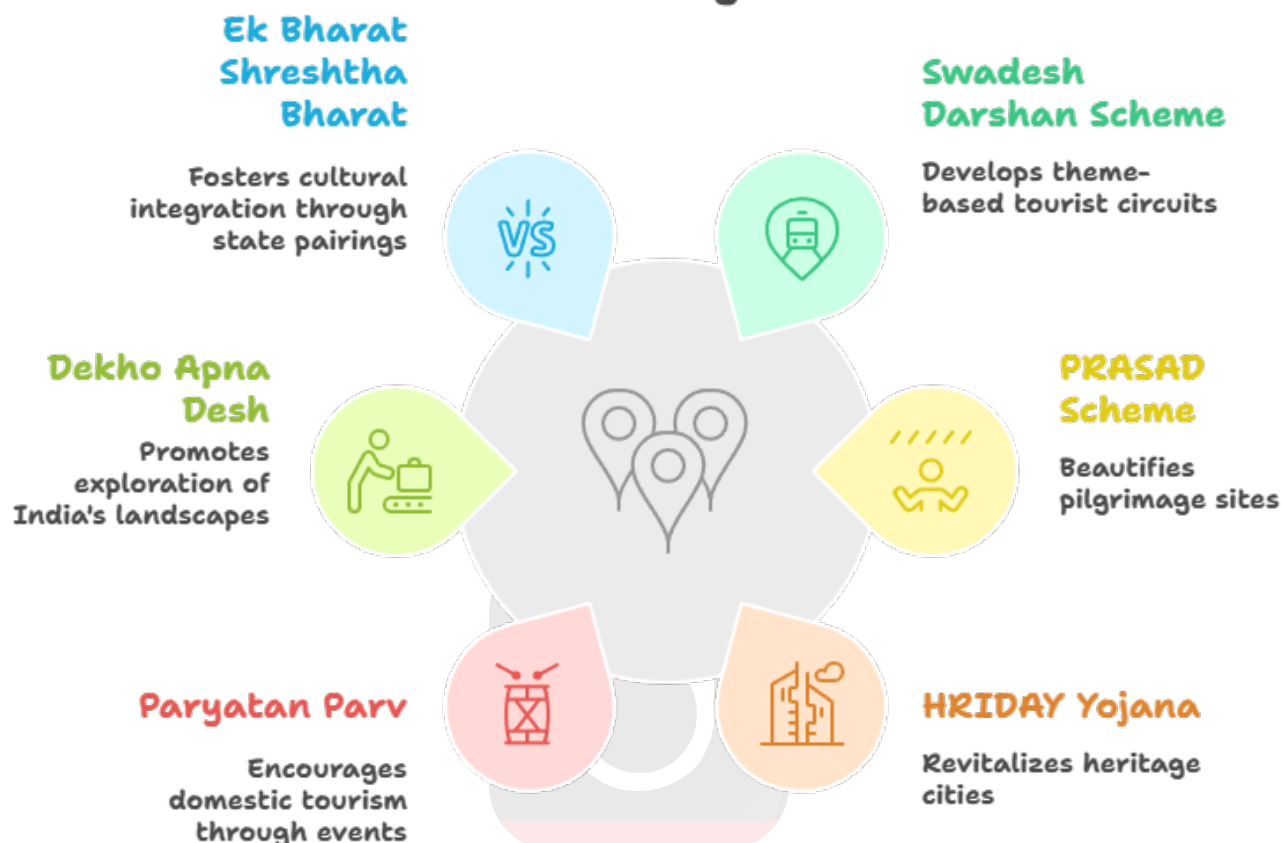 Ek Bharat
Shreshtha
Bharat
Fosters cultural
integration through
state pairings
Swadesh
Darshan Scheme
Develops theme-
based tourist circuits
Dekho Apna
Desh
Promotes
exploration of
India's landscapes
PRASAD
Scheme
Beautifies
pilgrimage sites
Paryatan Parv
Encourages
domestic tourism
through events
HRIDAY Yojana
Revitalizes heritage
cities
VS